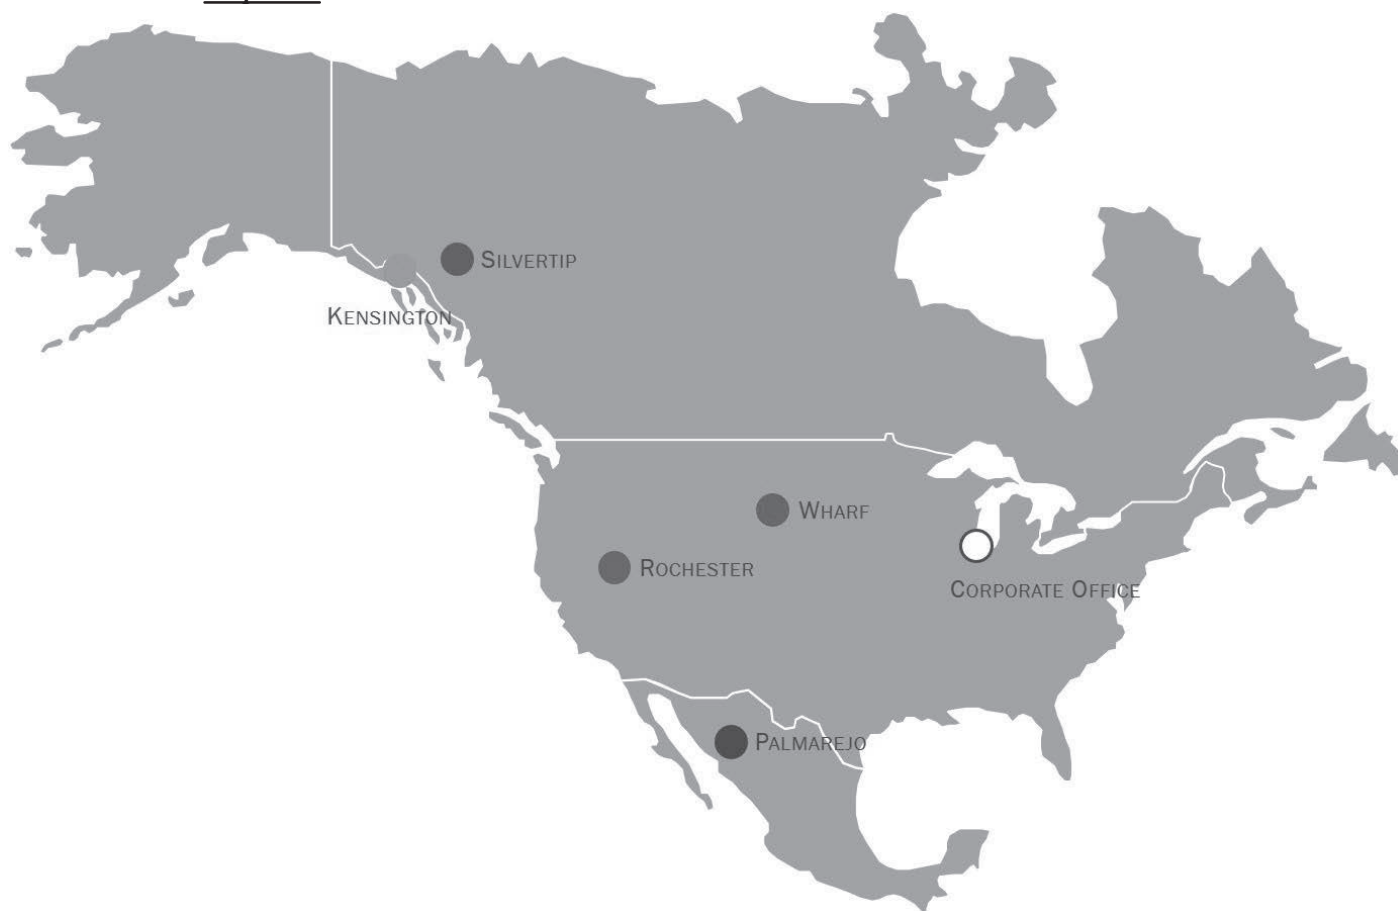 SILVERTIP
KENSINGTON
WHARF
ROCHESTER
CORPORATE OFFICE
PALMAREJO